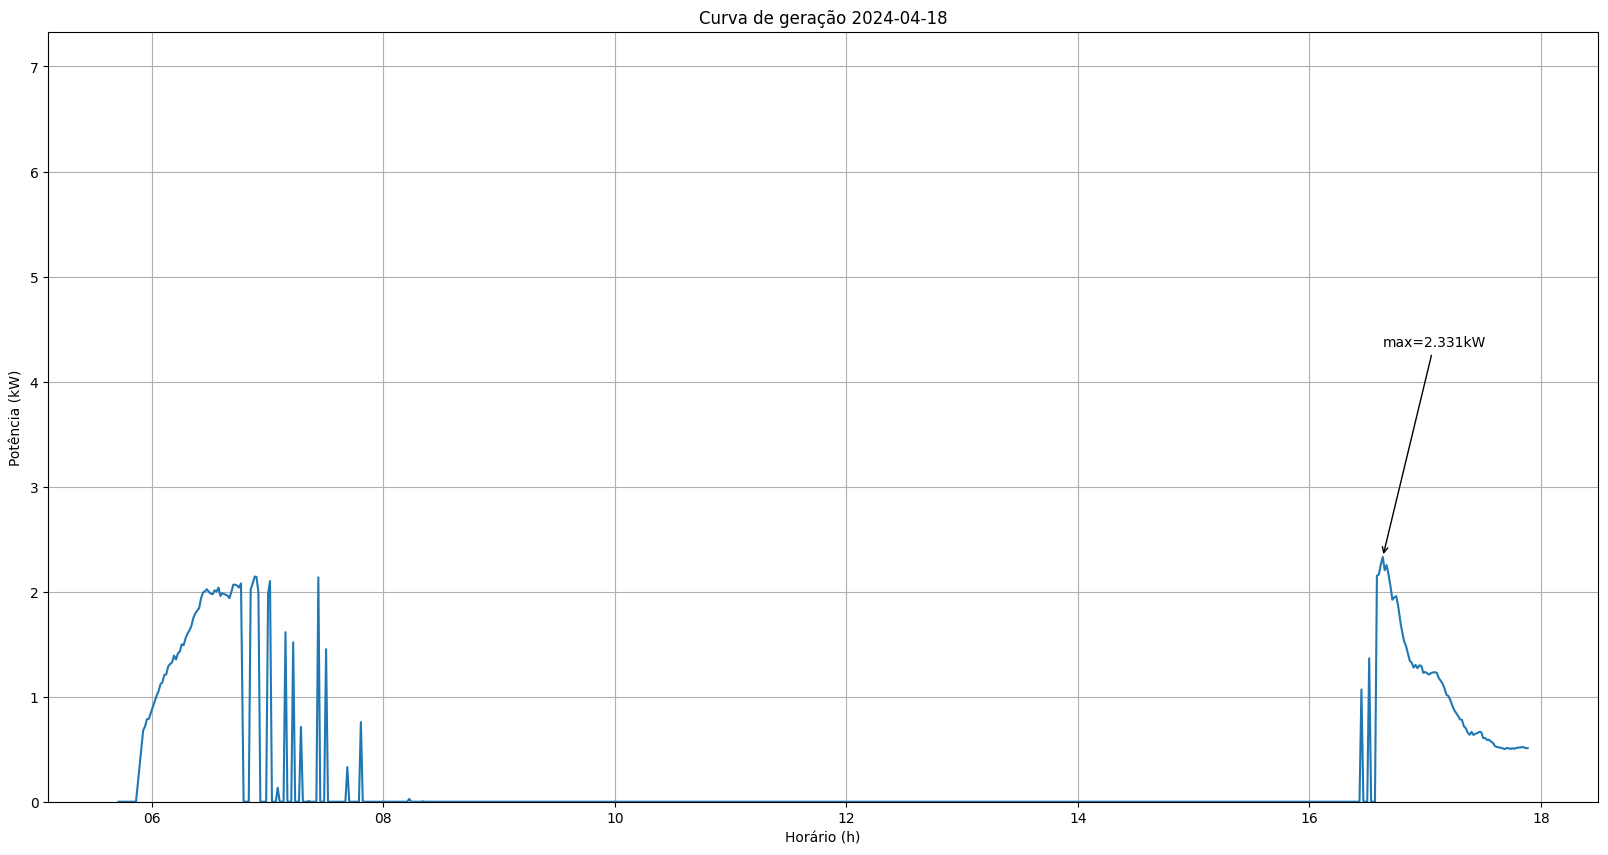 Curva de geração 2024-04-18
7
6
5
4
3
2
1
0
Potência (kW)
max=2.331kW
06 08 10 12 14 16 18
Horário (h)